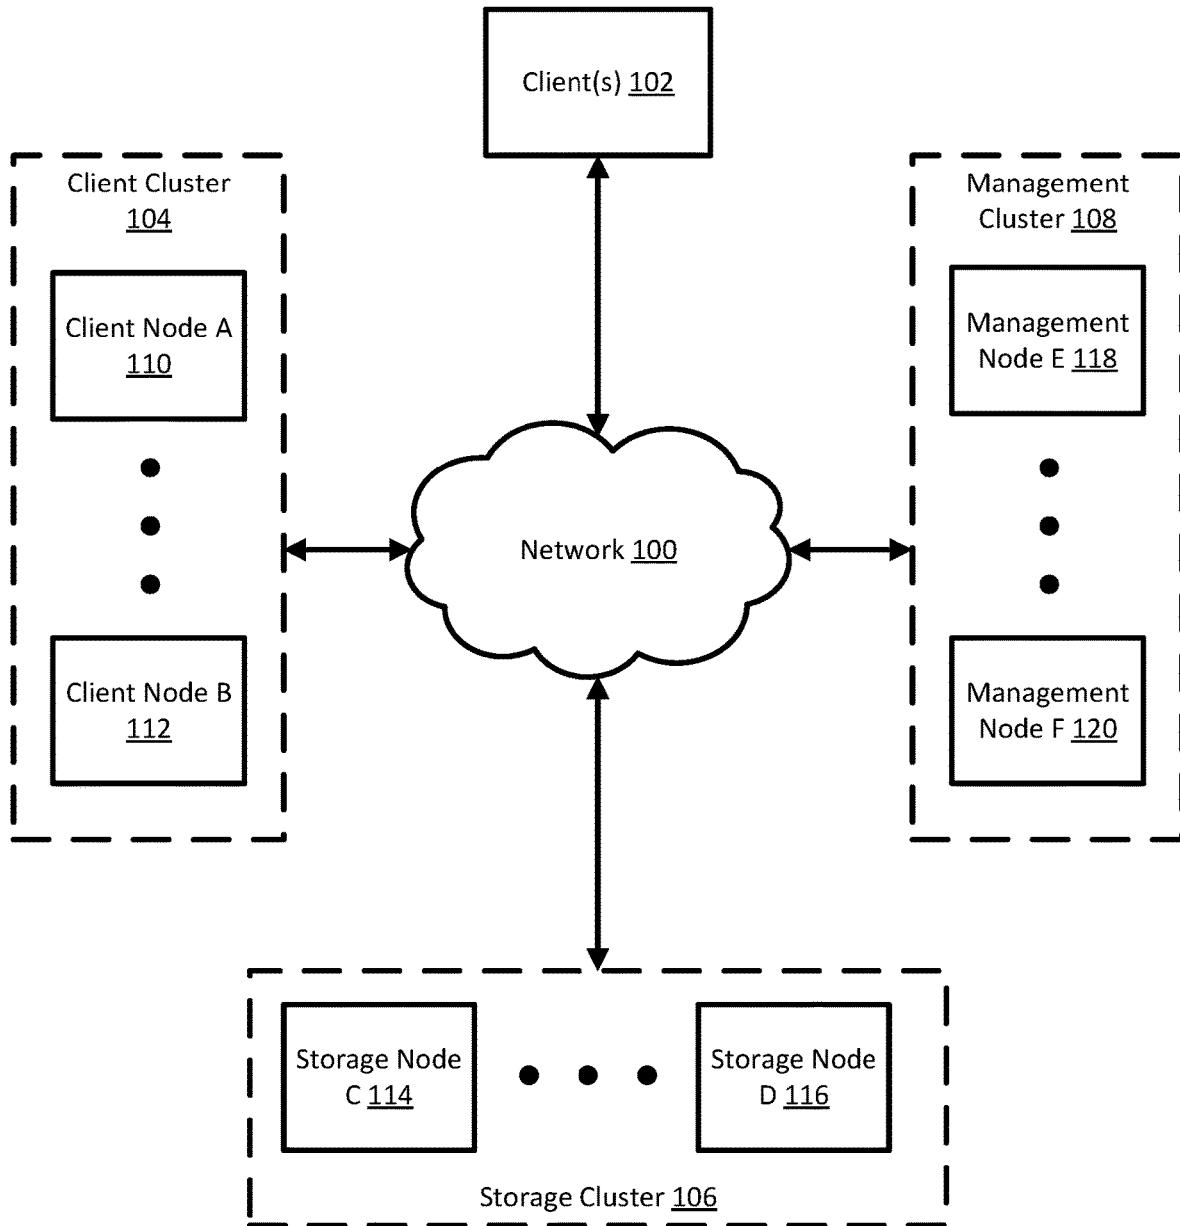 Client(s) 102
Client Cluster
104
Management
Cluster 108
Client Node A
110
Management
Node E 118
Network 100
Client Node B
112
Management
Node F 120
Storage Node
C 114
Storage Node
D 116
Storage Cluster 106